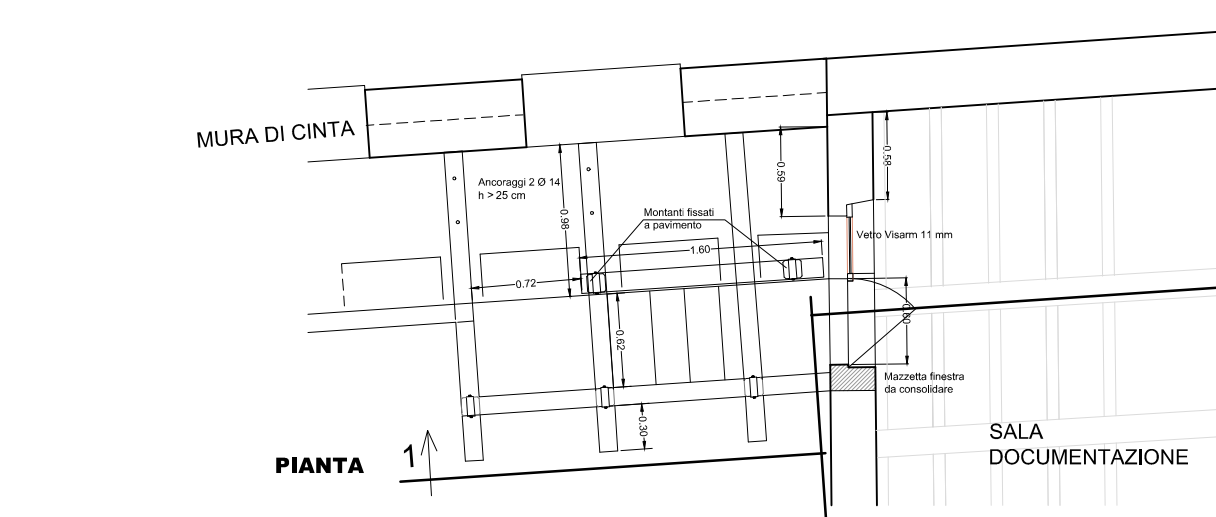 MURA DI CINTA
Ancoraggi 2 Ø 14
h > 25 cm
0.98
0.59
0.58
Montanti fissati
a pavimento
Vetro Visarm 11 mm
1.60
0.72
0.62
0.60
Mazzetta finestra
da consolidare
0.30
SALA
DOCUMENTAZIONE
PIANTA
1